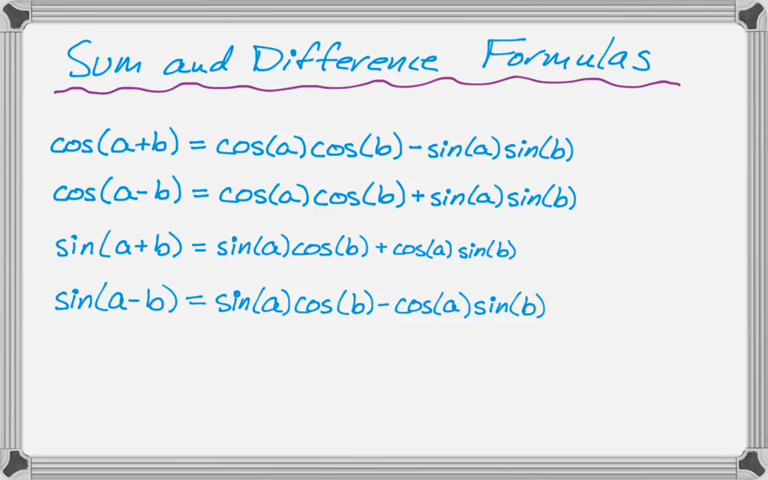 Sum and Difference Formulas
cos(a+b) = cos(a)cos(b)-sin(a)sin(b)
cos(a-b) = cos(a)cos(b)+sin(a)sin(b)
sin(a+b) = sin(a)cos(b)+cos(a)sin(b)
sin(a-b) = sin(a)cos(b)-cos(a)sin(b)